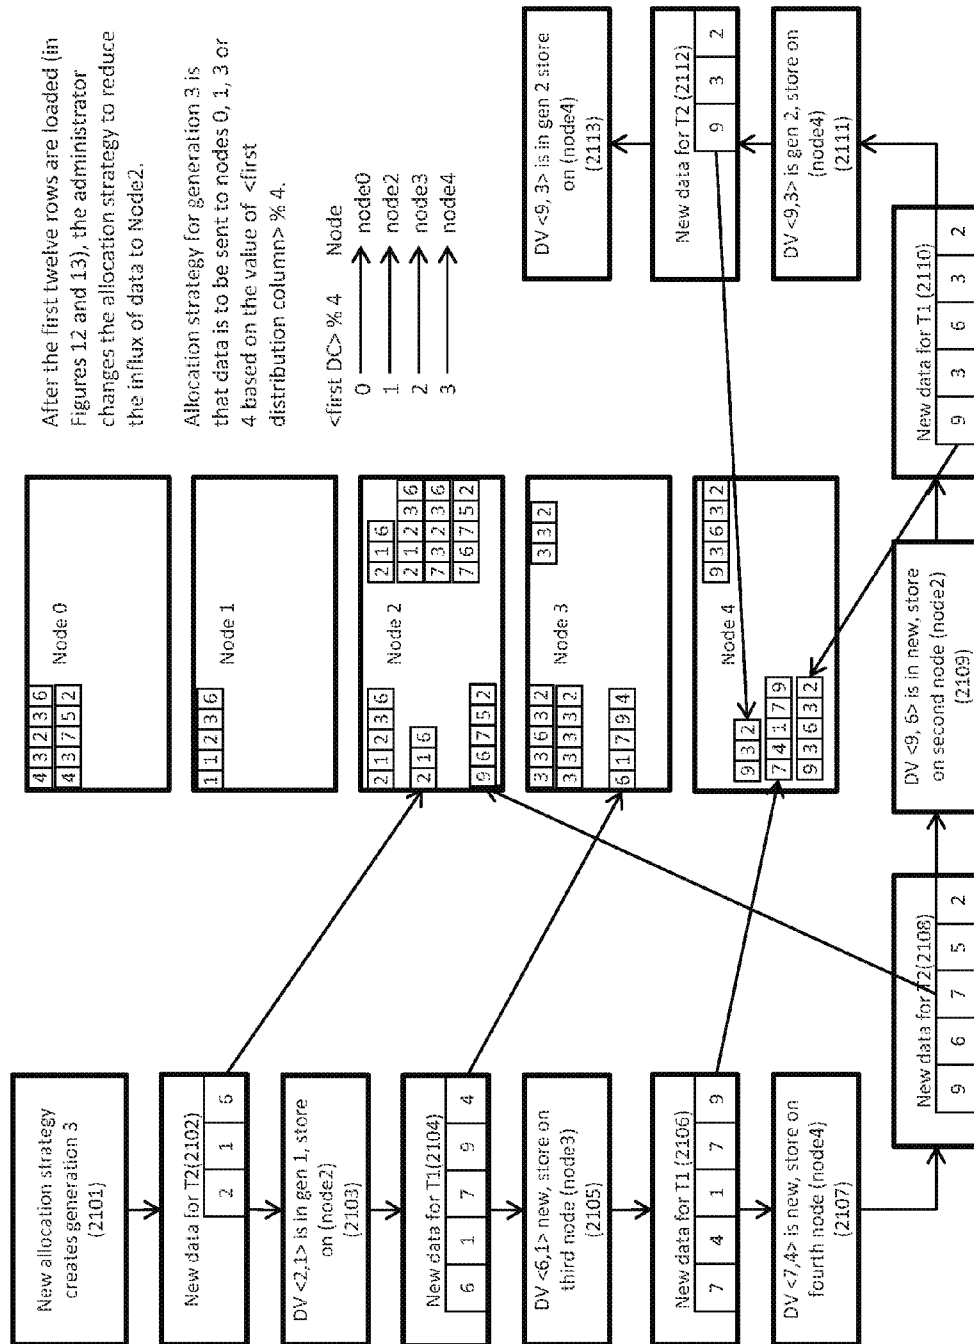 New allocation strategy
creates generation 3
(2101)
New data for T2(2102)
2 1 6
DV <2,1> is in gen 1, store
on (node2)
(2103)
New data for T1(2104)
6 1 7 9 4
DV <6,1> new, store on
third node (node3)
(2105)
New data for T1 (2106)
7 4 1 7 9
DV <7,4> is new, store on
fourth node (node4)
(2107)
New data for T2(2108)
9 6 7 5 2
DV <9, 6> is in new, store
on second node (node2)
(2109)
New data for T1 (2110)
9 3 6 3 2
DV <9,3> is gen 2, store on
(node4)
(2111)
New data for T2 (2112)
9 3 2
DV <9, 3> is in gen 2 store
on (node4)
(2113)
4 3 2 3 6
4 3 7 5 2
Node 0
1 1 2 3 6
Node 1
2 1 2 3 6
2 1 6
9 6 7 5 2
Node 2
2 1 6
2 1 2 3 6
7 3 2 3 6
7 6 7 5 2
3 3 6 3 2
3 3 3 3 2
6 1 7 9 4
Node 3
3 3 2
9 3 2
7 4 1 7 9
9 3 6 3 2
Node 4
9 3 6 3 2
After the first twelve rows are loaded (in
Figures 12 and 13), the administrator
changes the allocation strategy to reduce
the influx of data to Node2.
Allocation strategy for generation 3 is
that data is to be sent to nodes 0, 1, 3 or
4 based on the value of <first
distribution column> % 4.
<first DC> % 4 Node
0 node0
1 node2
2 node3
3 node4